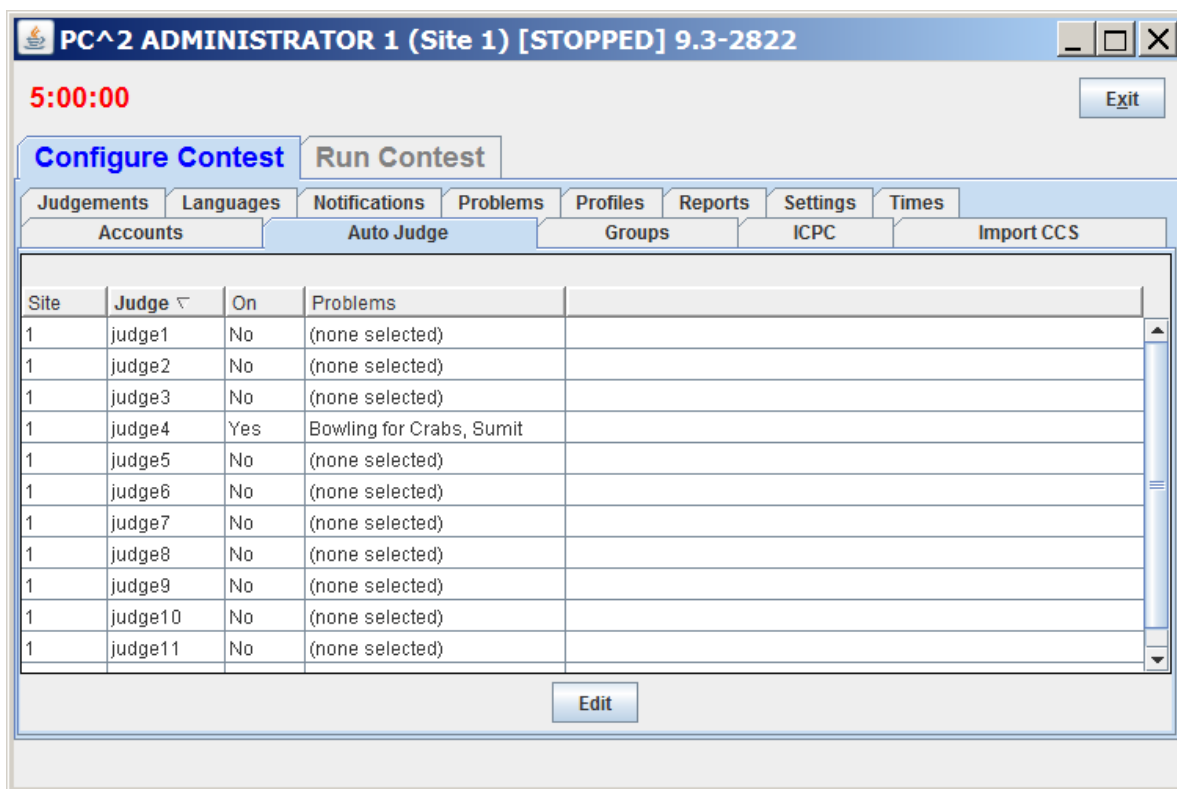 PC^2 ADMINISTRATOR 1 (Site 1) [STOPPED] 9.3-2822
5:00:00 Exit
Configure Contest Run Contest
Judgements Languages Notifications Problems Profiles Reports Settings Times
Accounts Auto Judge Groups ICPC Import CCS
Site Judge On Problems
1 judge1 No (none selected)
1 judge2 No (none selected)
1 judge3 No (none selected)
1 judge4 Yes Bowling for Crabs, Sumit
1 judge5 No (none selected)
1 judge6 No (none selected)
1 judge7 No (none selected)
1 judge8 No (none selected)
1 judge9 No (none selected)
1 judge10 No (none selected)
1 judge11 No (none selected)
Edit